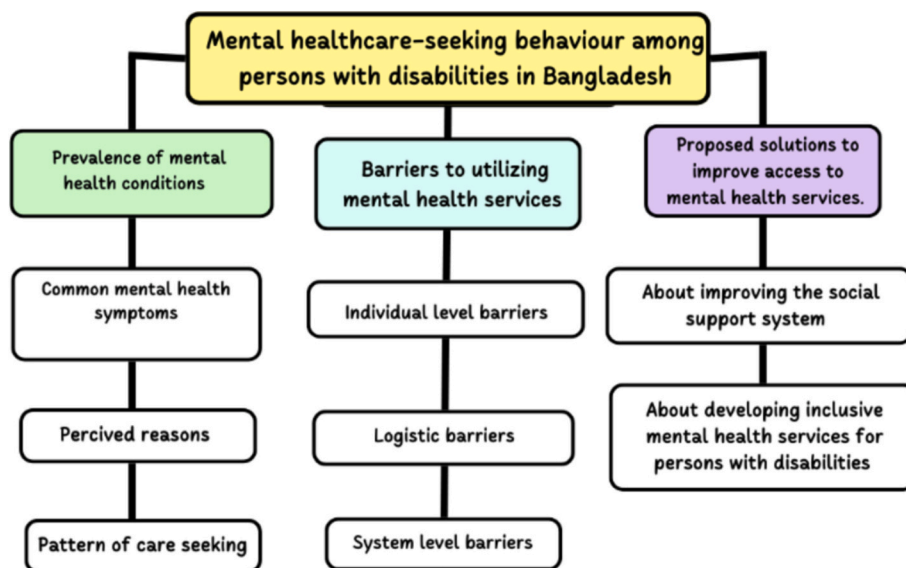 Mental healthcare-seeking behaviour among
persons with disabilities in Bangladesh
Prevalence of mental
health conditions
Common mental health
symptoms
Percived reasons
Pattern of care seeking
Barriers to utilizing
mental health services
Individual level barriers
Logistic barriers
System level barriers
Proposed solutions to
improve access to
mental health services.
About improving the social
support system
About developing inclusive
mental health services for
persons with disabilities